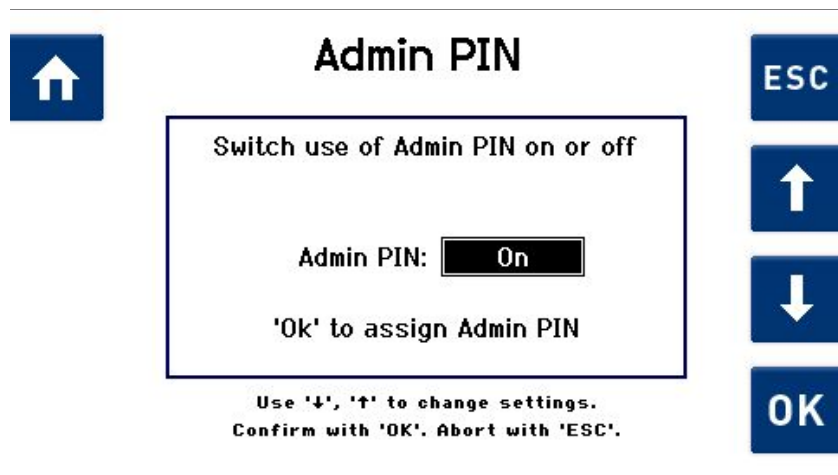 Admin PIN
ESC
Switch use of Admin PIN on or off
Admin PIN: On
'Ok' to assign Admin PIN
Use '↓', '↑' to change settings.
Confirm with 'OK'. Abort with 'ESC'.
OK